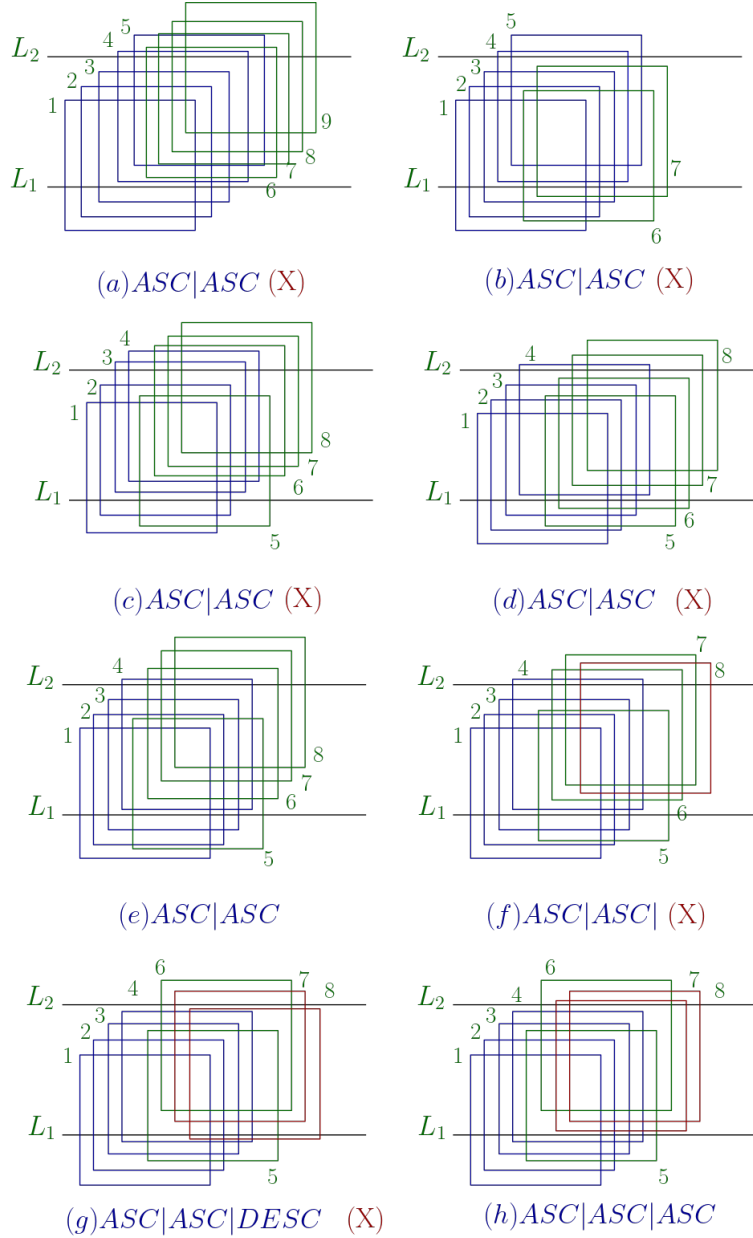 5
4
L₂
3
2
1
9
8
7
L₁
6
(a)ASC|ASC (X)
5
4
L₂
3
2
1
7
L₁
6
(b)ASC|ASC (X)
4
3
L₂
2
1
8
7
6
L₁
5
(c)ASC|ASC (X)
4
8
L₂
3
2
1
7
6
L₁
5
(d)ASC|ASC (X)
4
L₂
3
2
1
8
7
6
L₁
5
(e)ASC|ASC
7
4
8
L₂
3
2
1
L₁
6
5
(f)ASC|ASC| (X)
6
7
4
8
L₂
3
2
1
L₁
5
(g)ASC|ASC|DESC (X)
6
7
4
8
L₂
3
2
1
L₁
5
(h)ASC|ASC|ASC